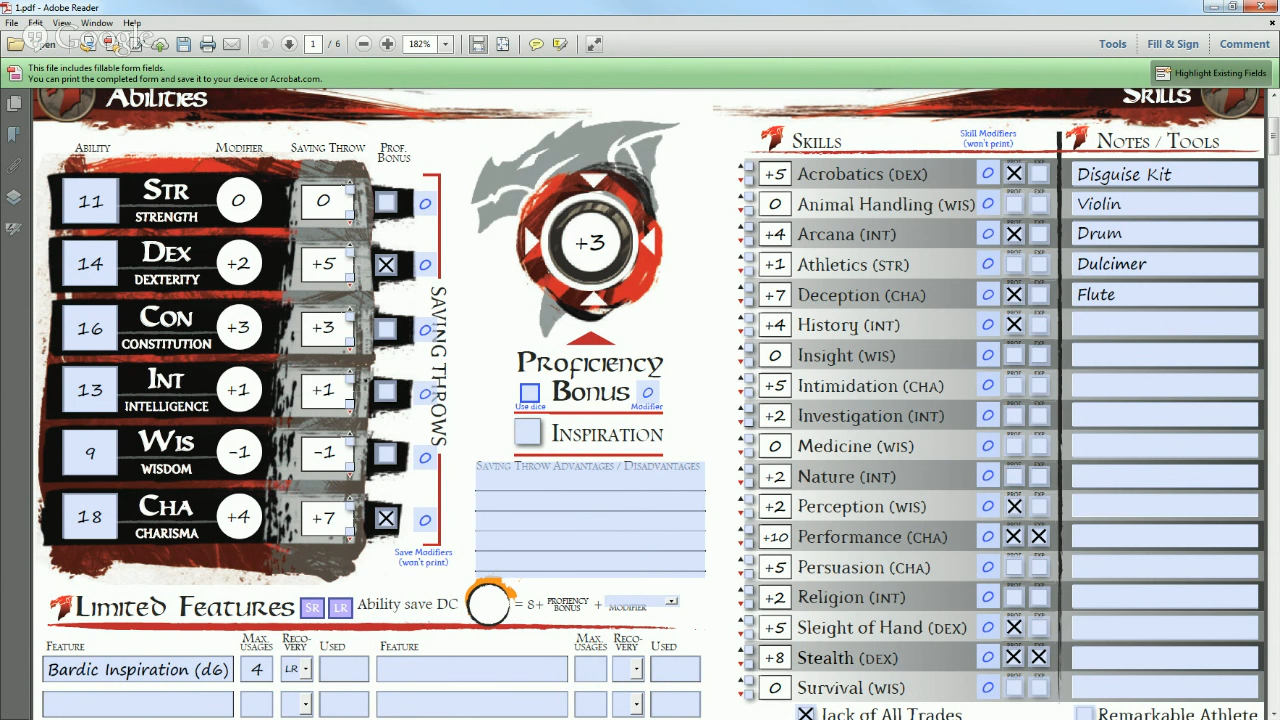 1.pdf - Adobe Reader
File Edit View Window Help
Google
1 / 6 182% Tools Fill & Sign Comment
This file includes fillable form fields.
You can print the completed form and save it to your device or Acrobat.com.
Highlight Existing Fields
Abilities
Skills
Ability Modifier Saving Throw Prof. Bonus
11 Str Strength 0 0 0
14 Dex Dexterity +2 +5 0
16 Con Constitution +3 +3 0
13 Int Intelligence +1 +1 0
9 Wis Wisdom -1 -1 0
18 Cha Charisma +4 +7 0
Saving Throws
Save Modifiers
(won't print)
+3
Proficiency
Bonus
0
Use dice
Modifier
Inspiration
Saving Throw Advantages / Disadvantages
Skills
Skill Modifiers
(won't print)
Prof Exp
+5 Acrobatics (Dex) 0
0 Animal Handling (Wis) 0
+4 Arcana (Int) 0
+1 Athletics (Str) 0
+7 Deception (Cha) 0
+4 History (Int) 0
0 Insight (Wis) 0
+5 Intimidation (Cha) 0
+2 Investigation (Int) 0
0 Medicine (Wis) 0
+2 Nature (Int) 0
+2 Perception (Wis) 0
+10 Performance (Cha) 0
+5 Persuasion (Cha) 0
+2 Religion (Int) 0
+5 Sleight of Hand (Dex) 0
+8 Stealth (Dex) 0
0 Survival (Wis) 0
Jack of All Trades
Remarkable Athlete
Notes / Tools
Disguise Kit
Violin
Drum
Dulcimer
Flute
Limited Features SR LR Ability save DC = 8+ Proficiency Bonus + Modifier
Feature Max. Usages Reco-very Used Feature Max. Usages Reco-very Used
Bardic Inspiration (d6) 4 LR